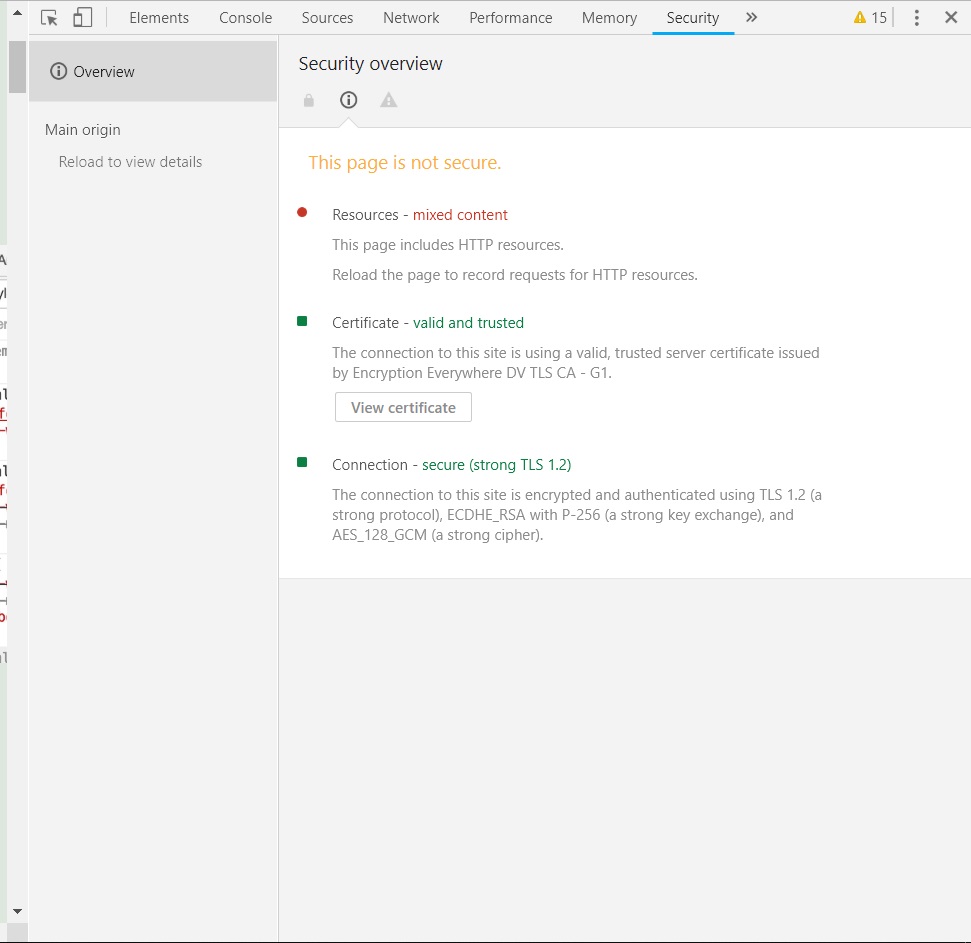 Elements Console Sources Network Performance Memory Security » 15
Overview
Main origin
Reload to view details
Security overview
This page is not secure.
Resources - mixed content
This page includes HTTP resources.
Reload the page to record requests for HTTP resources.
Certificate - valid and trusted
The connection to this site is using a valid, trusted server certificate issued
by Encryption Everywhere DV TLS CA - G1.
View certificate
Connection - secure (strong TLS 1.2)
The connection to this site is encrypted and authenticated using TLS 1.2 (a
strong protocol), ECDHE_RSA with P-256 (a strong key exchange), and
AES_128_GCM (a strong cipher).